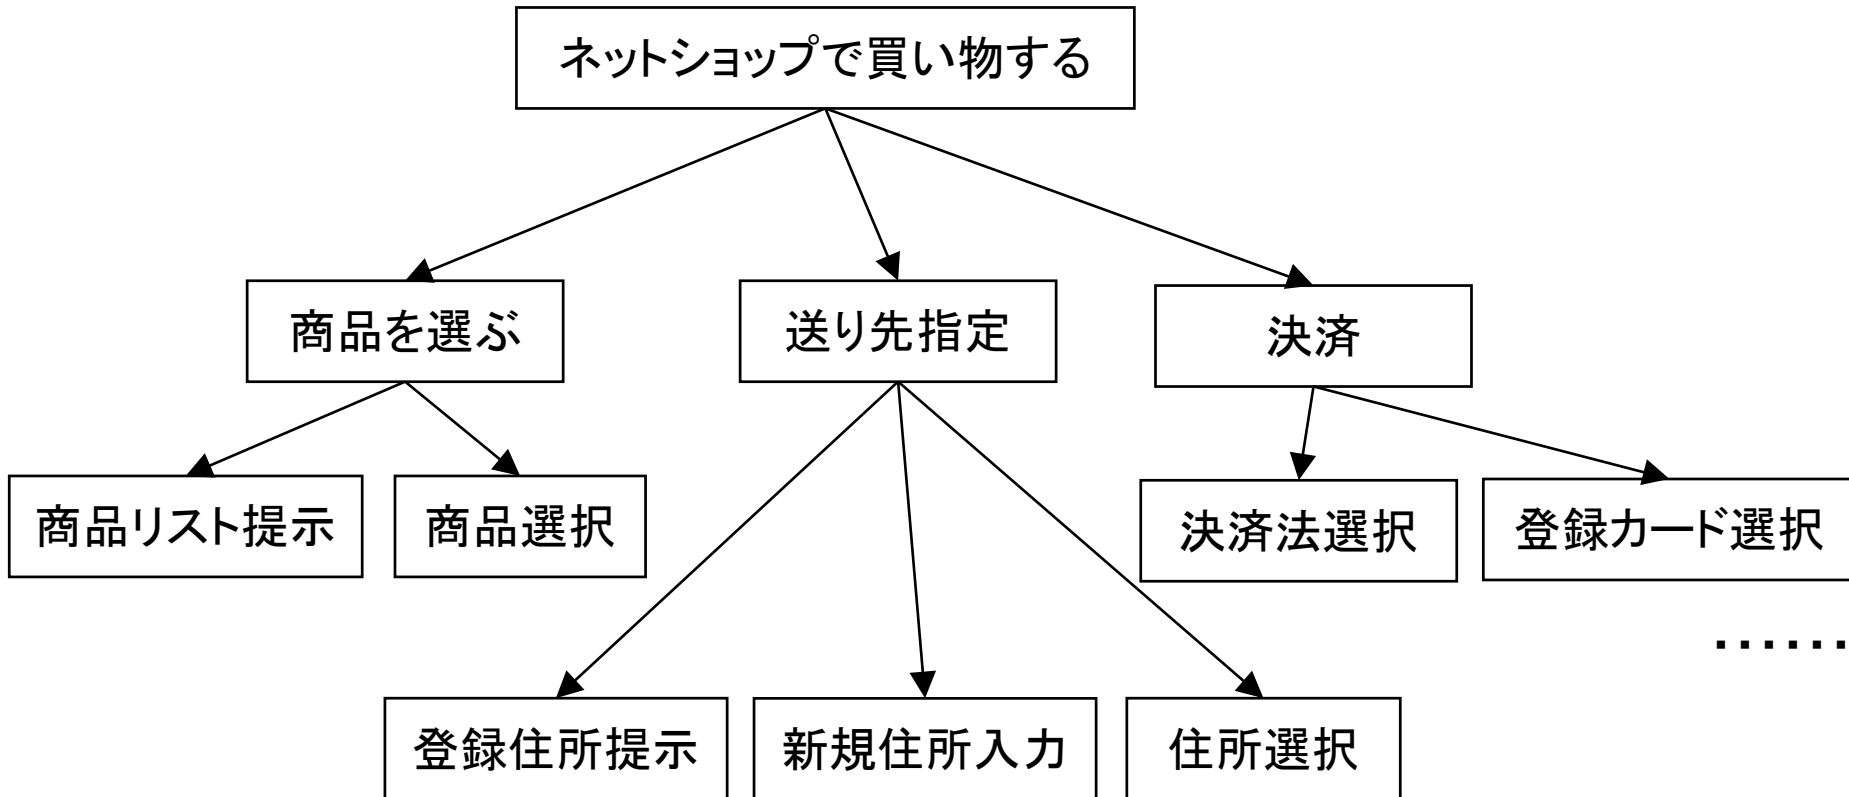 ネットショップで買い物する
商品を選ぶ
送り先指定
決済
商品リスト提示
商品選択
決済法選択
登録カード選択
……
登録住所提示
新規住所入力
住所選択